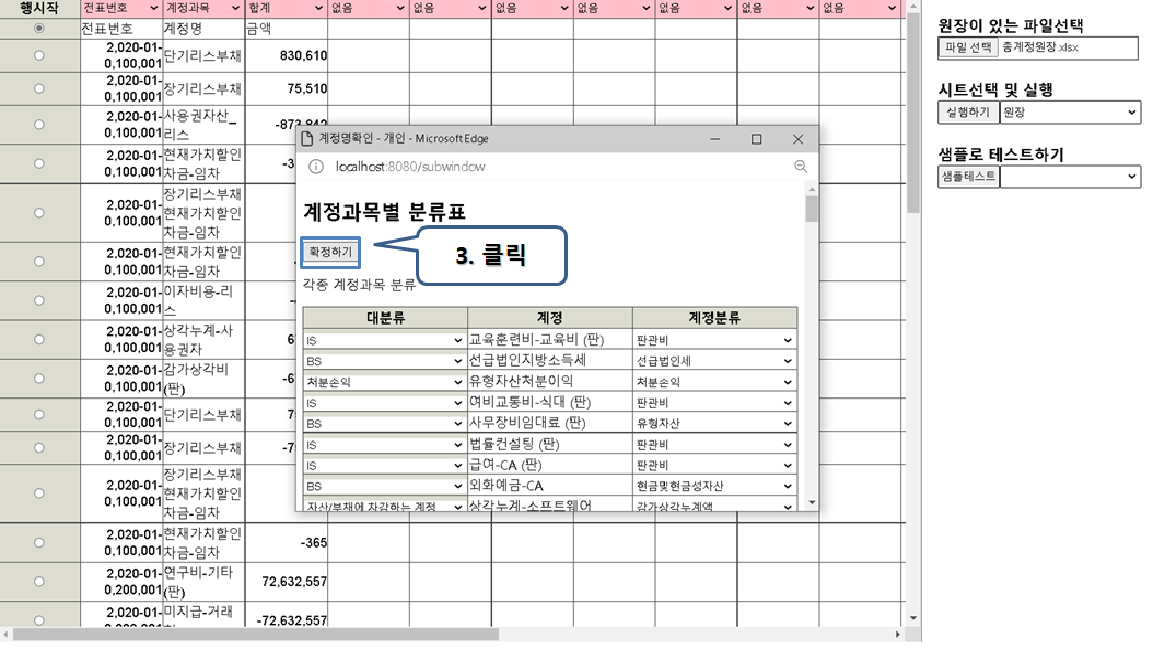 행시작 전표번호 계정과목 합계 없음 없음 없음 없음 없음 없음 없음
전표번호 계정명 금액
2,020-01-0,100,001 단기리스부채 830,610
2,020-01-0,100,001 장기리스부채 75,510
2,020-01-0,100,001 사용권자산_리스 -873,942
2,020-01-0,100,001 현재가치할인차금-임차 -3
2,020-01-0,100,001 장기리스부채현재가치할인차금-임차
2,020-01-0,100,001 현재가치할인차금-임차
2,020-01-0,100,001 이자비용-리스
2,020-01-0,100,001 상각누계-사용권자 6
2,020-01-0,100,001 감가상각비(판) -6
2,020-01-0,100,001 단기리스부채 7
2,020-01-0,100,001 장기리스부채 -7
2,020-01-0,100,001 장기리스부채현재가치할인차금-임차
2,020-01-0,100,001 현재가치할인차금-임차 -365
2,020-01-0,200,001 연구비-기타(판) 72,632,557
2,020-01- 미지급-거래 -72,632,557
계정명확인 - 개인 - Microsoft Edge
localhost:8080/subwindow
계정과목별 분류표
확정하기
3. 클릭
각종 계정과목 분류
대분류 계정 계정분류
IS 교육훈련비-교육비 (판) 판관비
BS 선급법인지방소득세 선급법인세
처분손익 유형자산처분이익 처분손익
IS 여비교통비-식대 (판) 판관비
BS 사무장비임대료 (판) 유형자산
IS 법률컨설팅 (판) 판관비
IS 급여-CA (판) 판관비
BS 외화예금-CA 현금및현금성자산
자산/부채에 차감하는 계정 상각누계-소프트웨어 감가상각누계액
원장이 있는 파일선택
파일 선택 총계정원장.xlsx
시트선택 및 실행
실행하기 원장
샘플로 테스트하기
샘플테스트